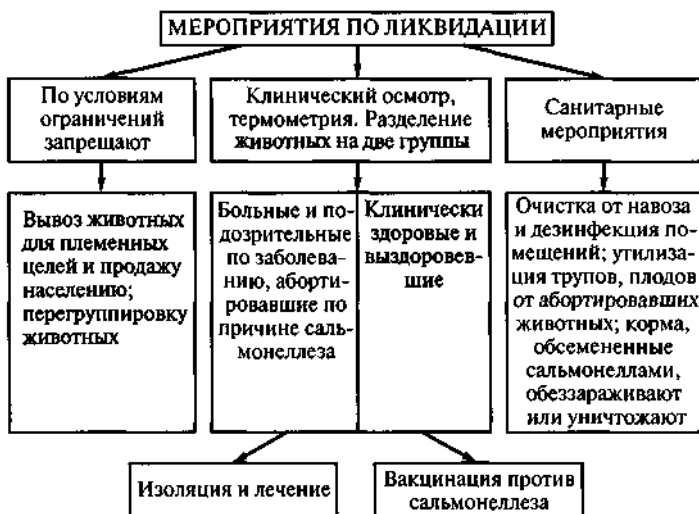 МЕРОПРИЯТИЯ ПО ЛИКВИДАЦИИ
По условиям
ограничений
запрещают
Клинический осмотр,
термометрия. Разделение
животных на две группы
Санитарные
мероприятия
Вывоз животных
для племенных
целей и продажу
населению;
перегруппировку
животных
Больные и по-
дозрительные
по заболева-
нию, аборти-
ровавшие по
причине саль-
монеллеза
Клинически
здоровые и
выздоровев-
шие
Очистка от навоза
и дезинфекция по-
мещений; утилиза-
ция трупов, плодов
от абортировавших
животных; корма,
обсемененные
сальмонеллами,
обеззараживают
или уничтожают
Изоляция и лечение
Вакцинация против
сальмонеллеза